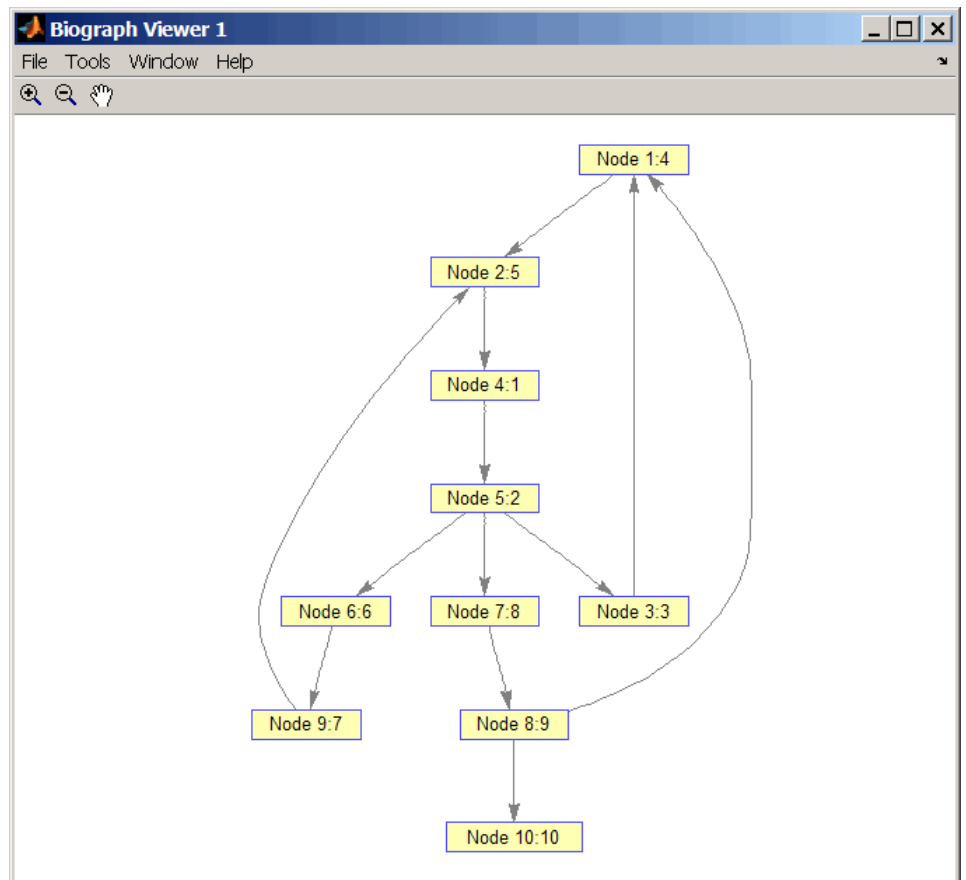 Biograph Viewer 1
File Tools Window Help
Node 1:4
Node 2:5
Node 4:1
Node 5:2
Node 6:6 Node 7:8 Node 3:3
Node 9:7 Node 8:9
Node 10:10